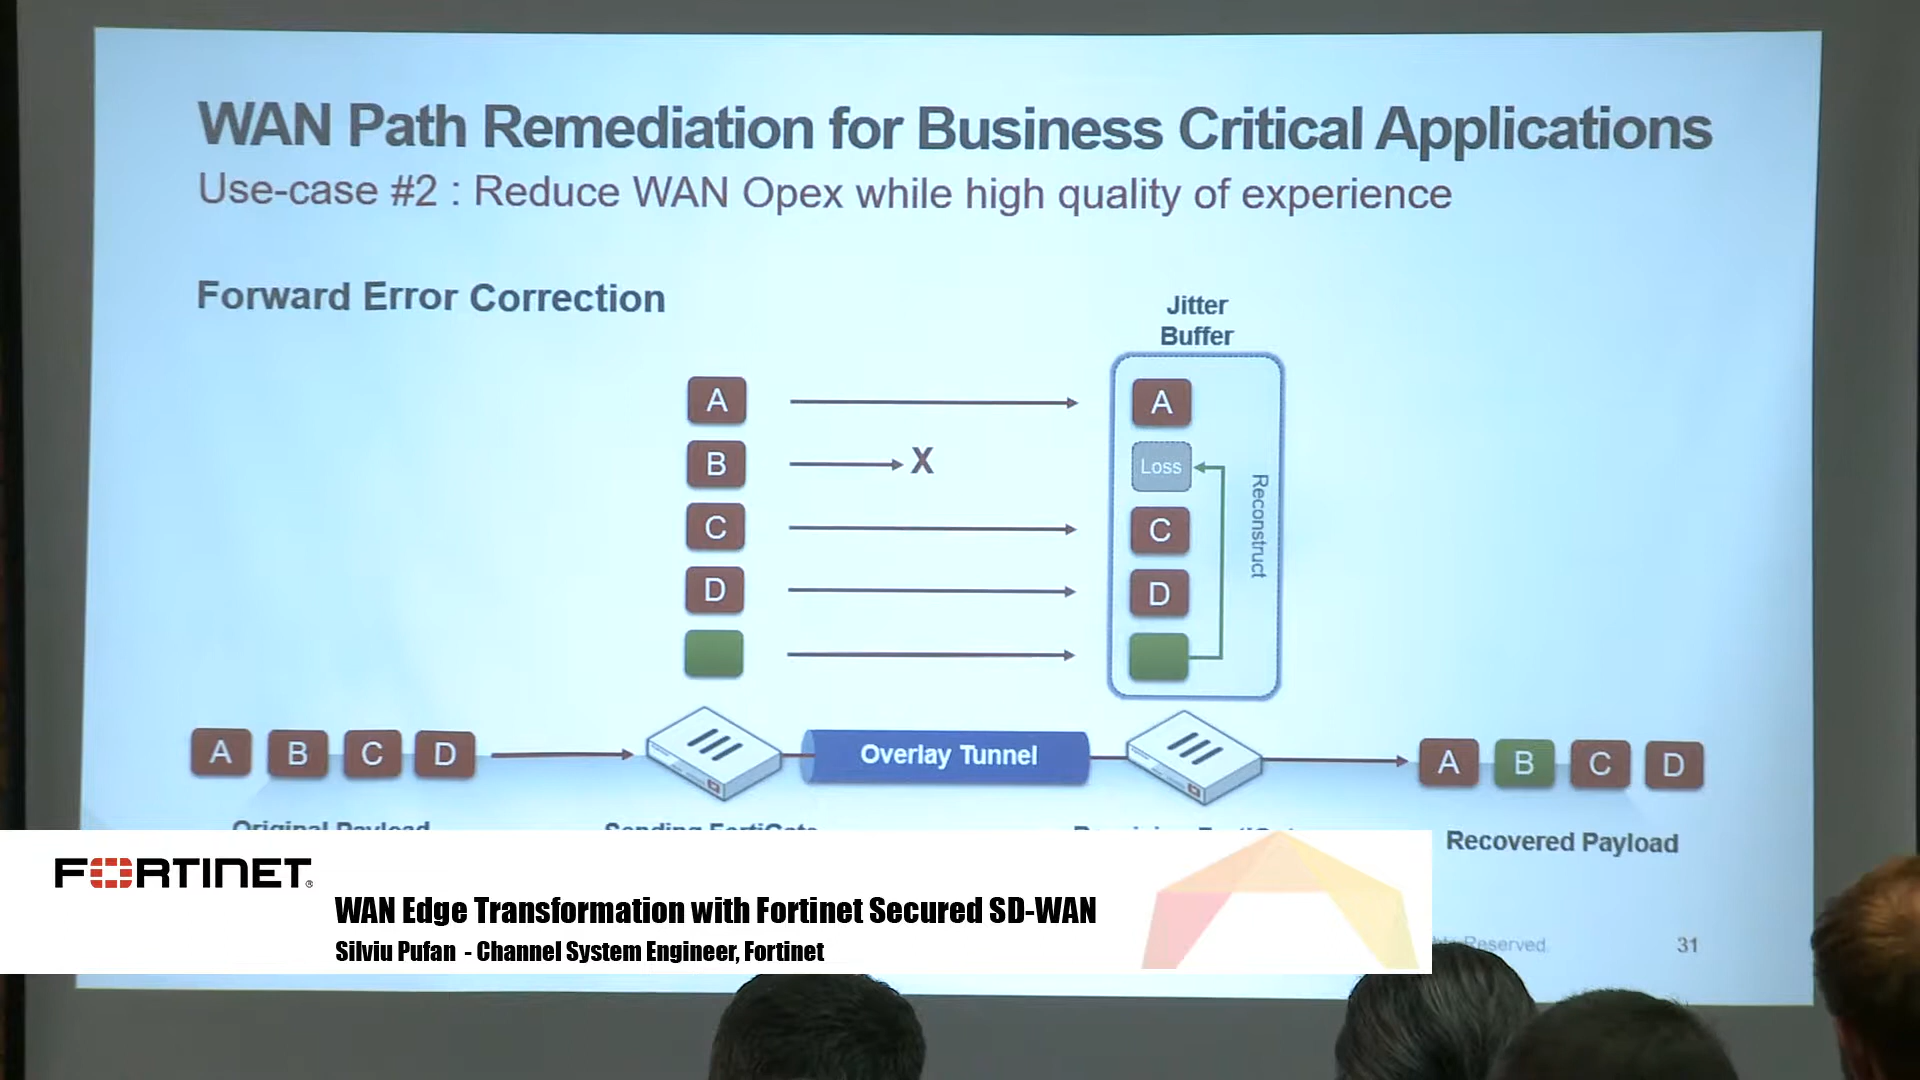 WAN Path Remediation for Business Critical Applications
Use-case #2 : Reduce WAN Opex while high quality of experience
Forward Error Correction
Jitter
Buffer
A
A
B
X
Loss
C
C
D
D
Reconstruct
A B C D
Overlay Tunnel
A B C D
Original Payload
Sending FortiGate
Recovered Payload
FORTINET®
WAN Edge Transformation with Fortinet Secured SD-WAN
Silviu Pufan - Channel System Engineer, Fortinet
Reserved
31